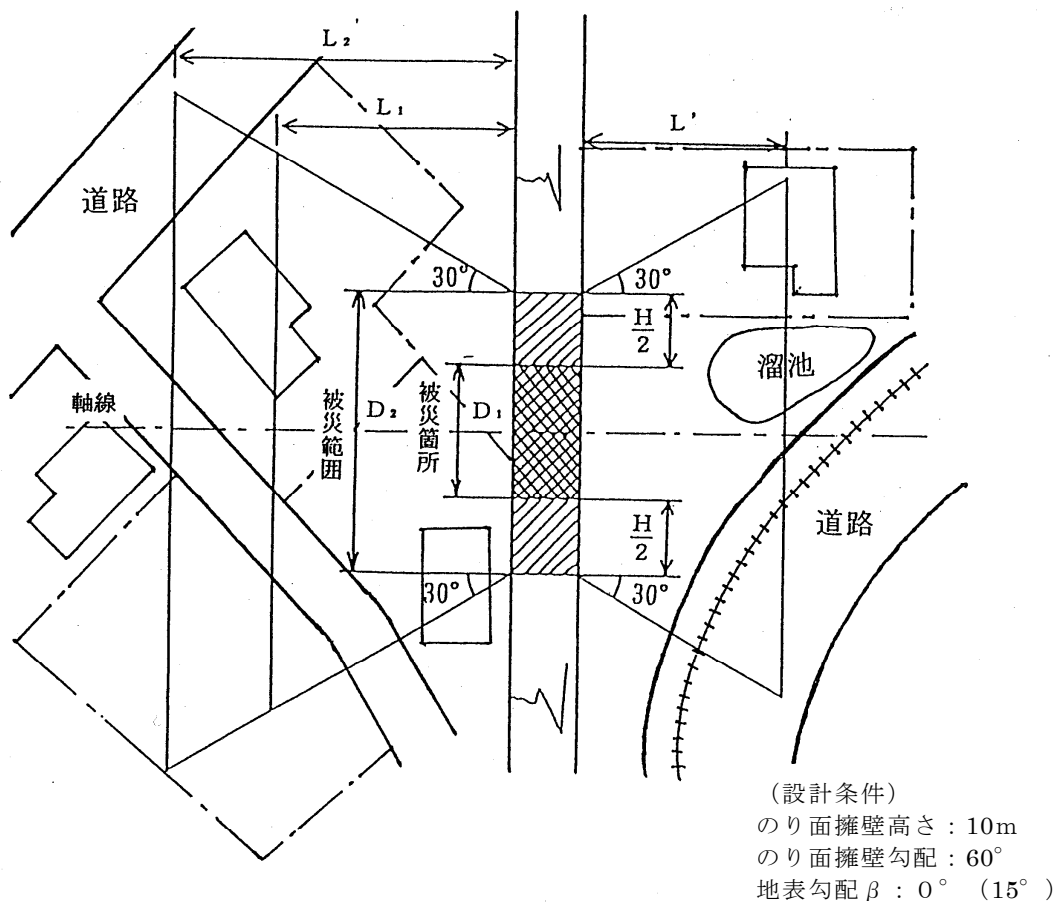 L₂'
L₁
L'
道路
30°
30°
H/2
溜池
軸線
被災範囲
D₂
被災箇所
D₁
H/2
道路
30°
30°
(設計条件)
のり面擁壁高さ：10m
のり面擁壁勾配：60°
地表勾配β：0° (15°)